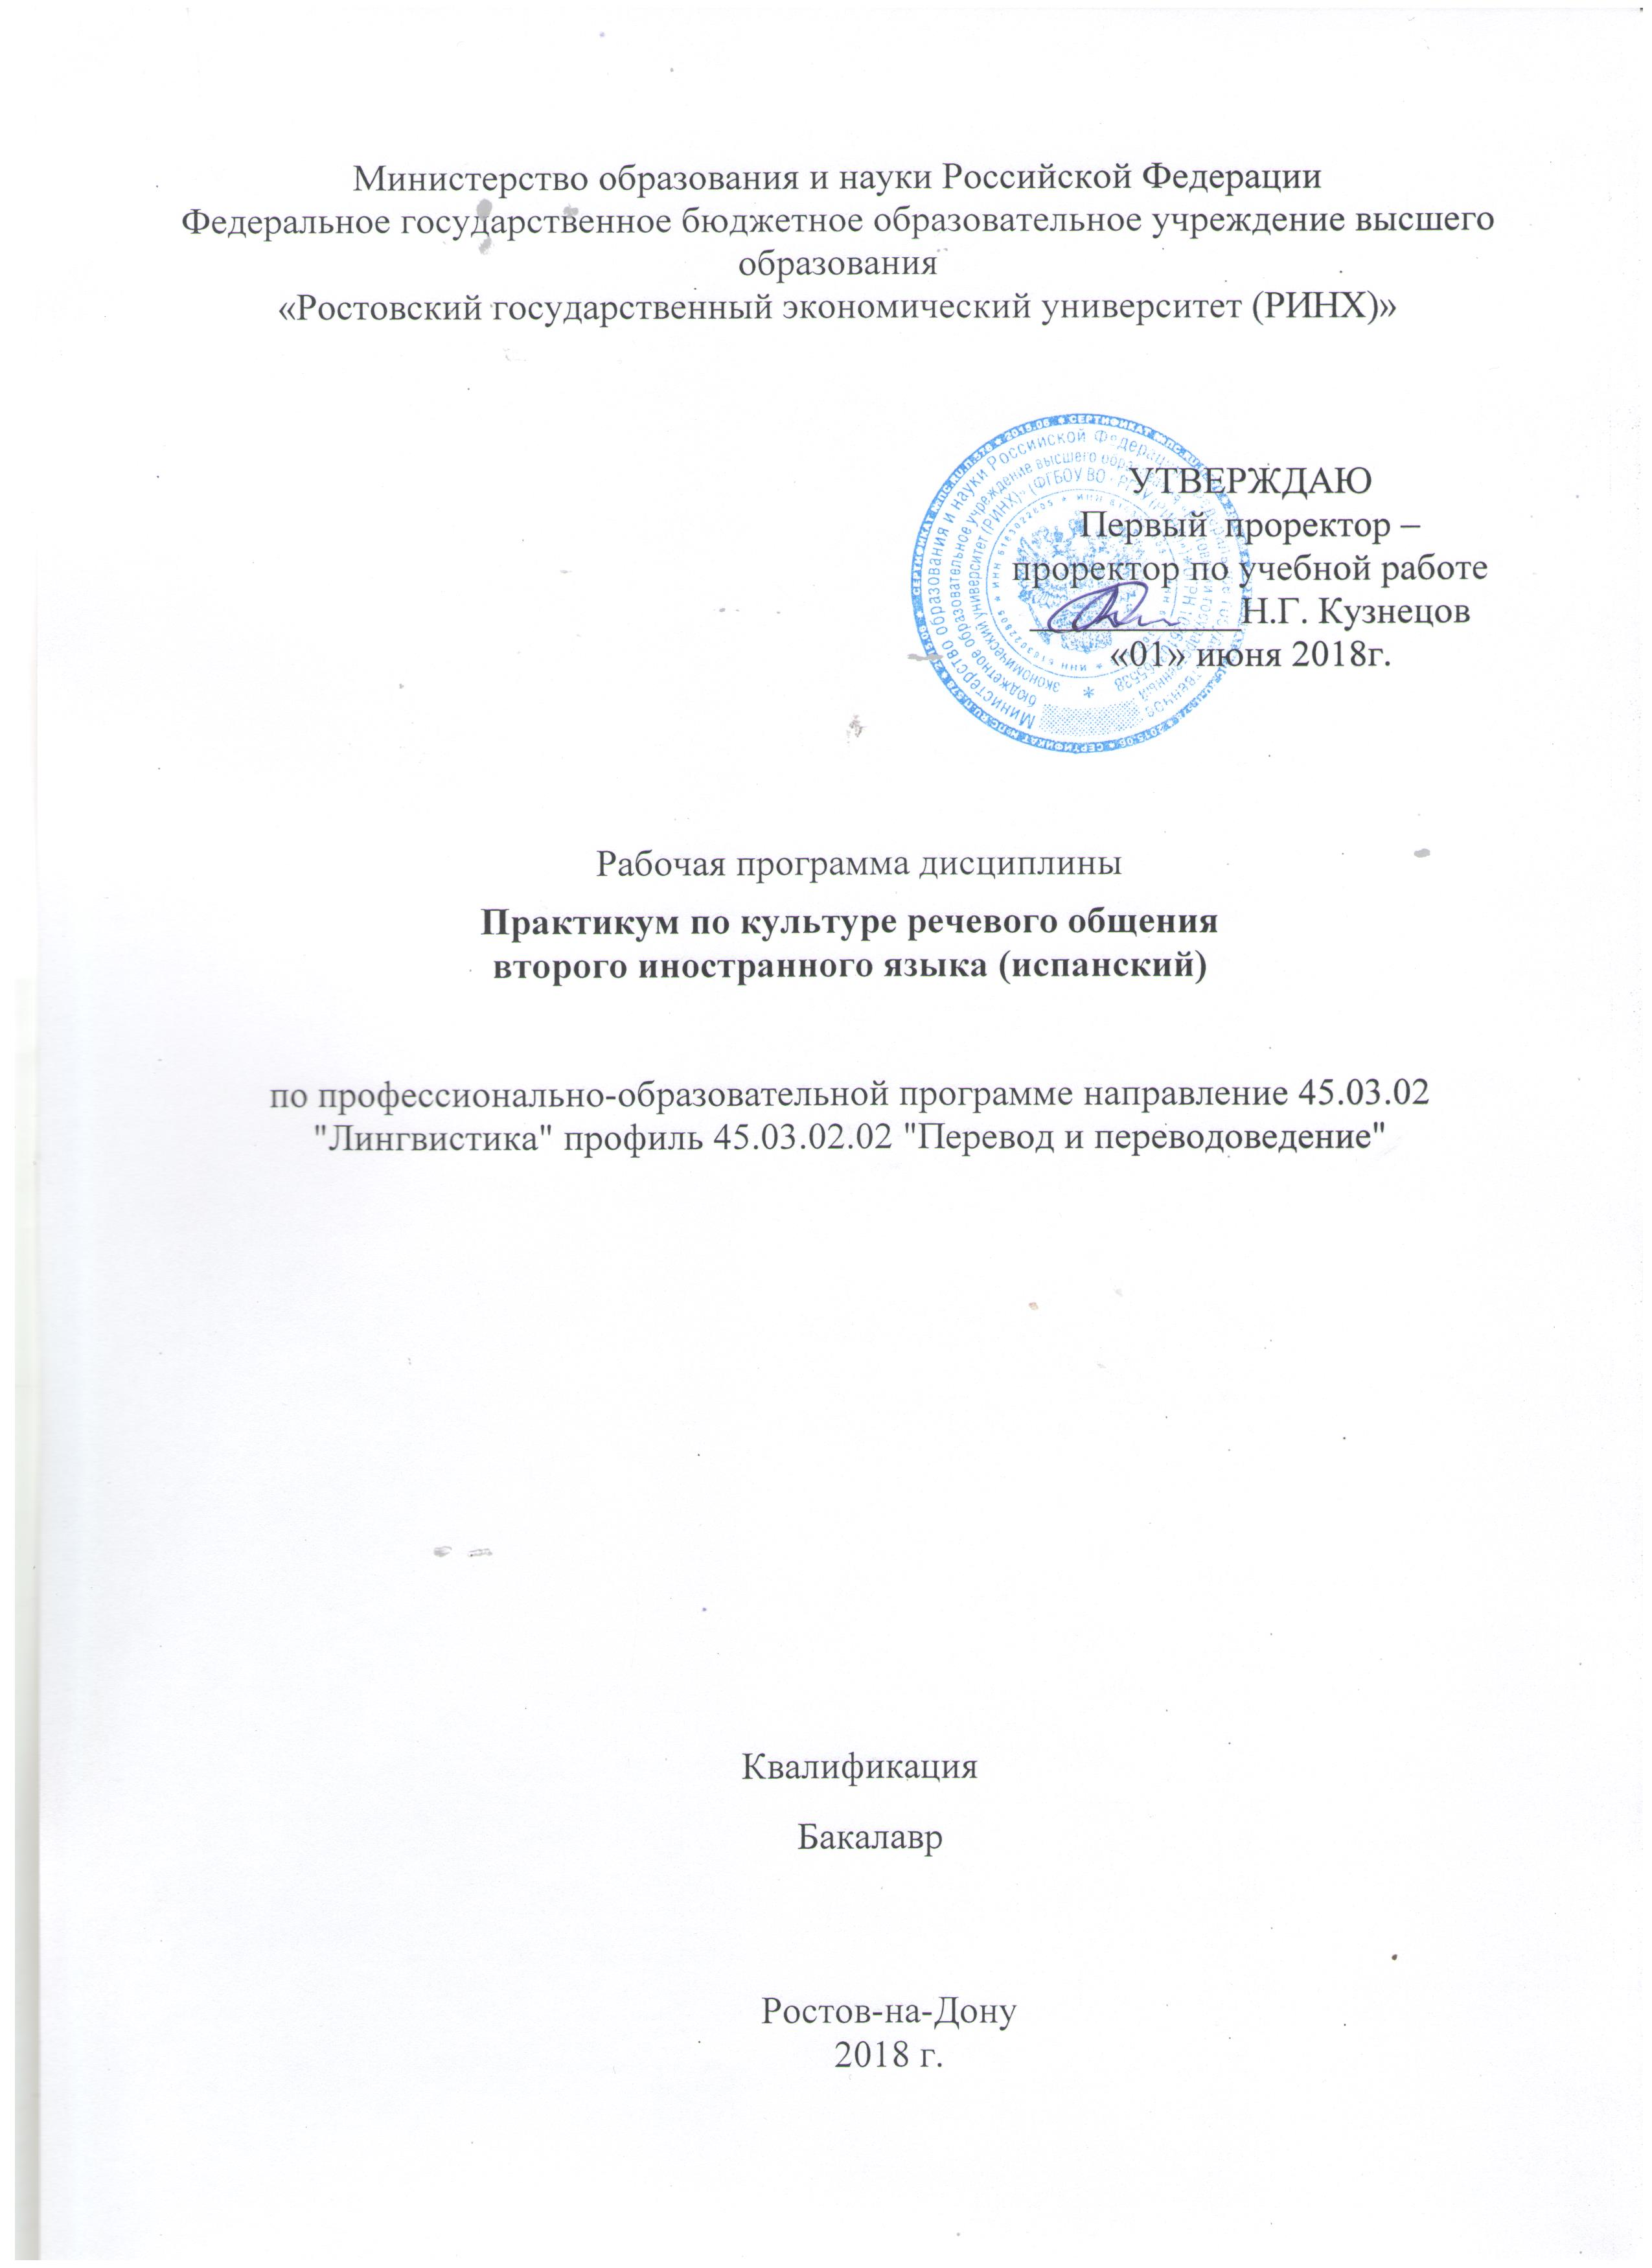 Министерство образования и науки Российской Федерации
Федеральное государственное бюджетное образовательное учреждение высшего
образования
«Ростовский государственный экономический университет (РИНХ)»
УТВЕРЖДАЮ
Первый проректор –
проректор по учебной работе
Н.Г. Кузнецов
«01» июня 2018г.
Рабочая программа дисциплины
Практикум по культуре речевого общения
второго иностранного языка (испанский)
по профессионально-образовательной программе направление 45.03.02
"Лингвистика" профиль 45.03.02.02 "Перевод и переводоведение"
Квалификация
Бакалавр
Ростов-на-Дону
2018 г.